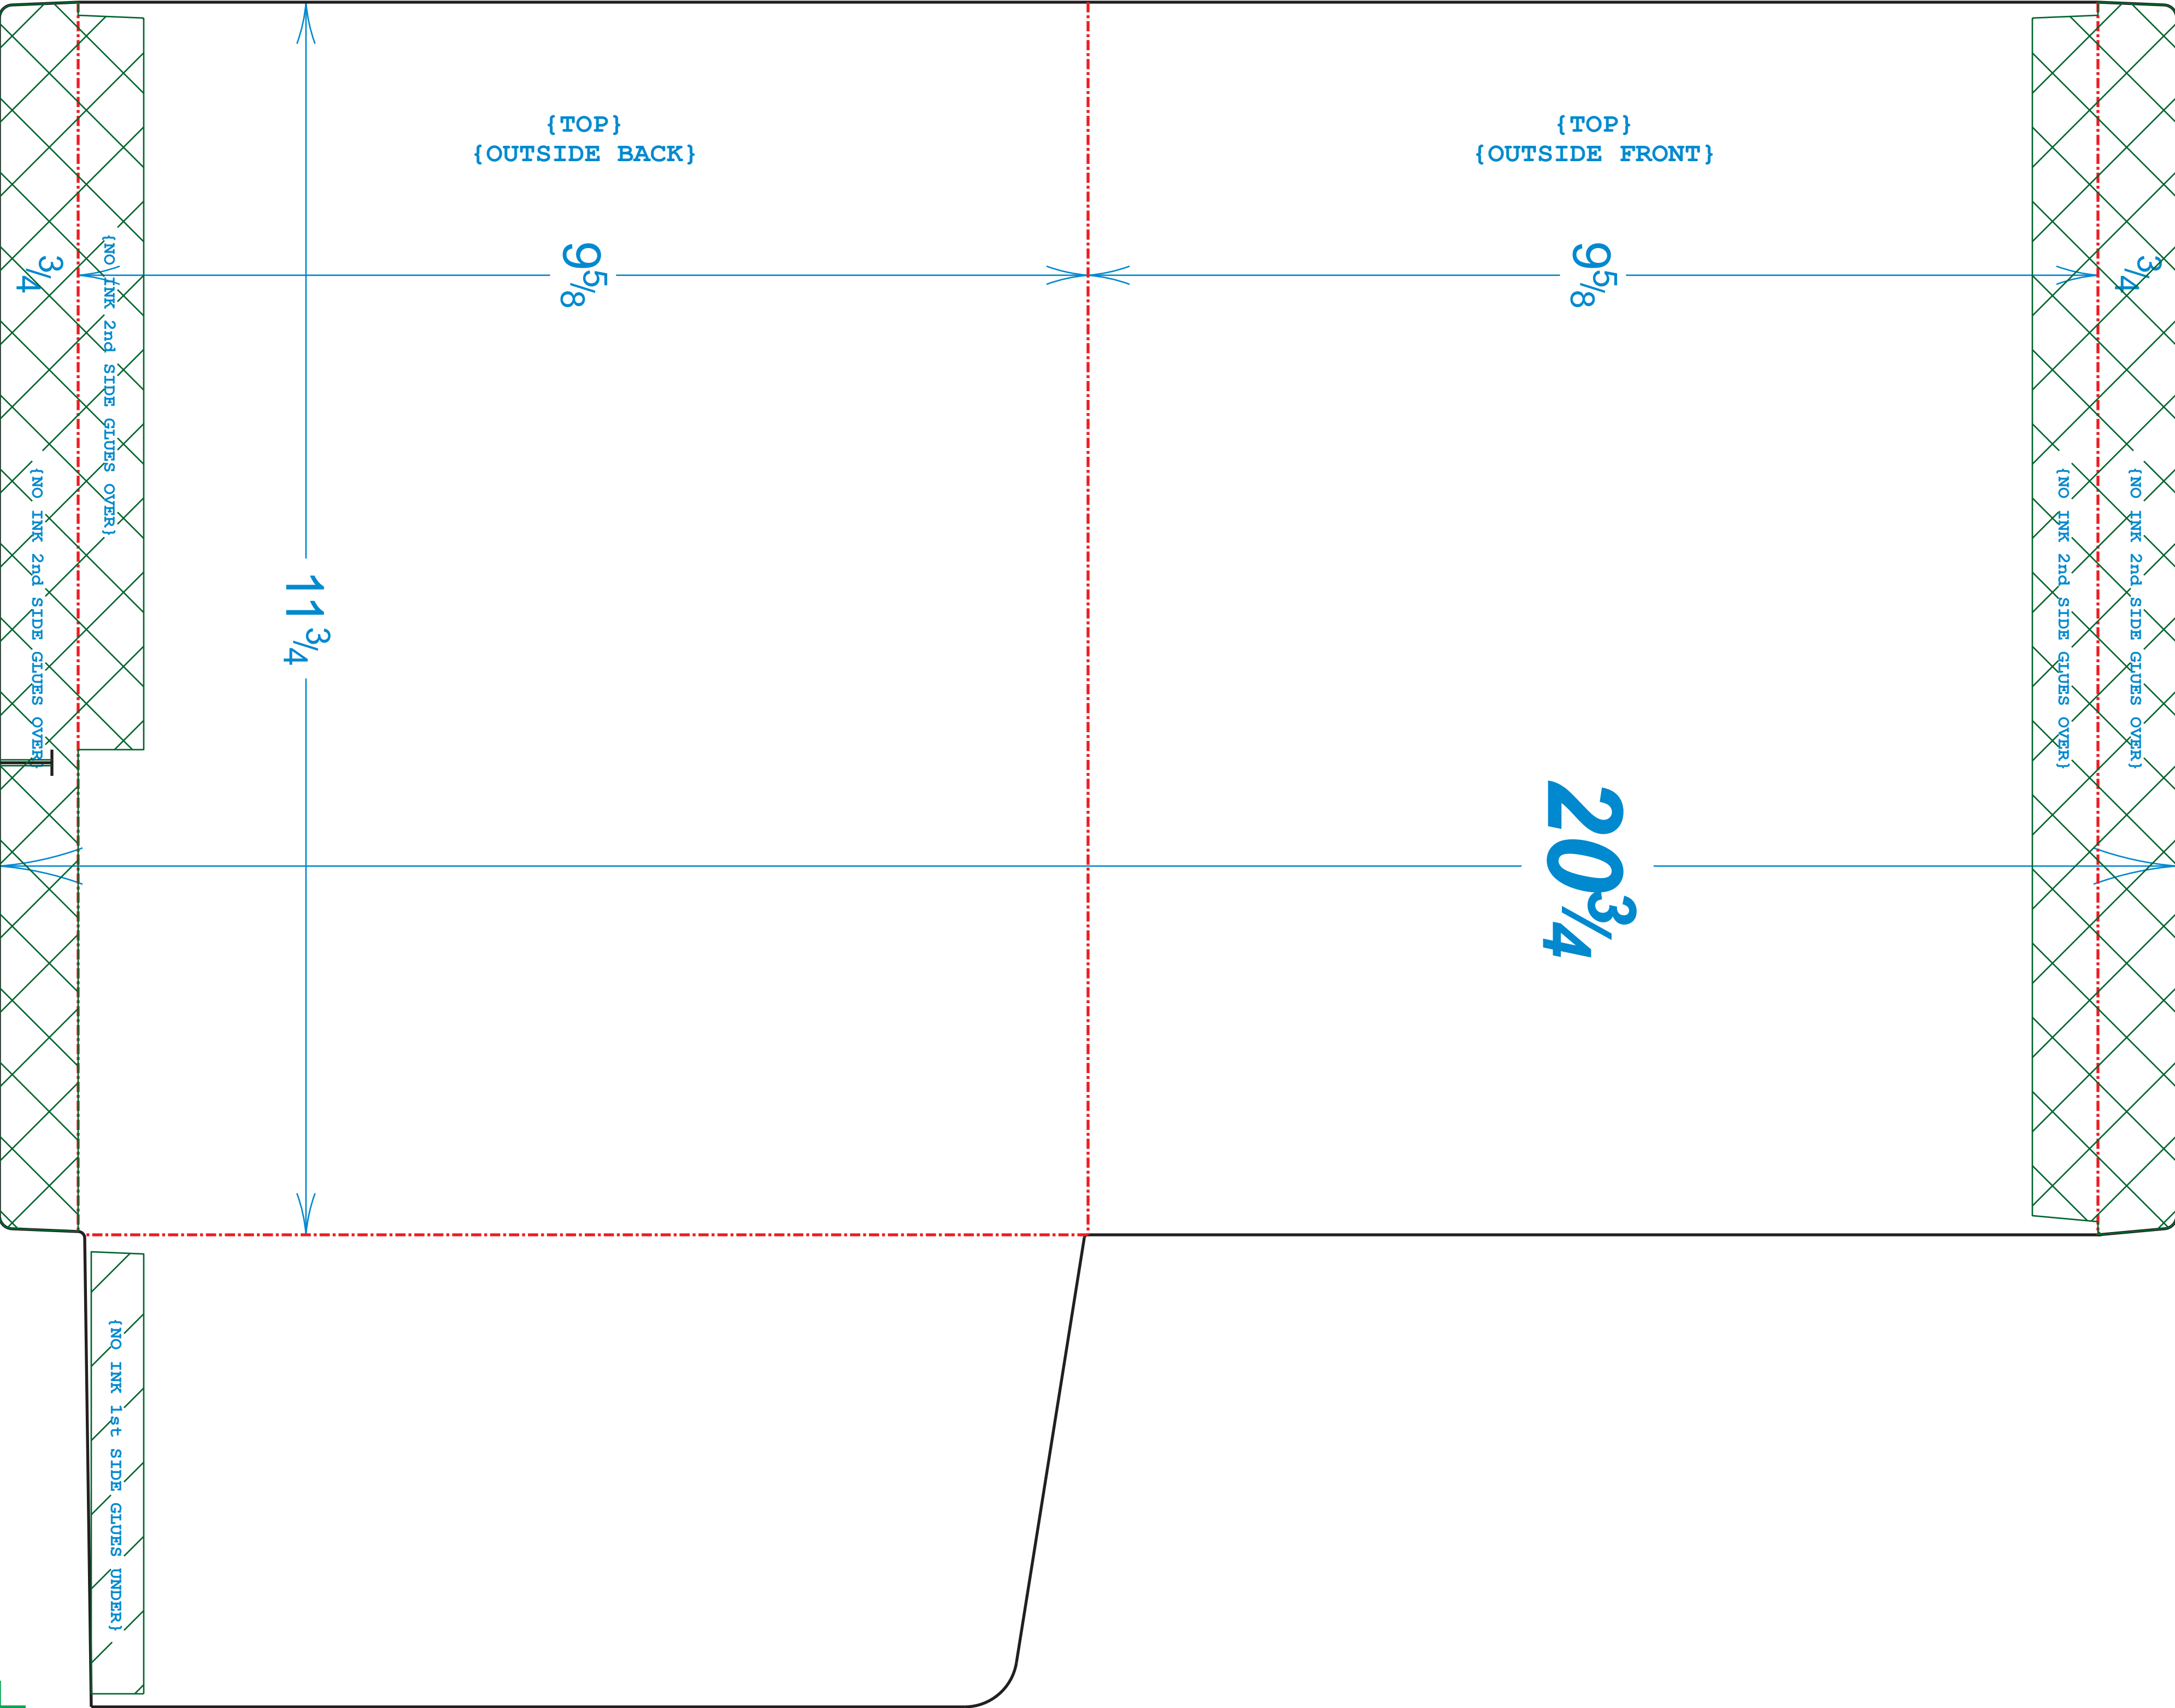 {TOP}
{OUTSIDE BACK}
{TOP}
{OUTSIDE FRONT}
3/4
9 5/8
9 5/8
3/4
{NO INK 2nd SIDE GLUES OVER}
{NO INK 2nd SIDE GLUES OVER}
{NO INK 2nd SIDE GLUES OVER}
{NO INK 2nd SIDE GLUES OVER}
11 3/4
20 3/4
{NO INK 1st SIDE GLUES UNDER}